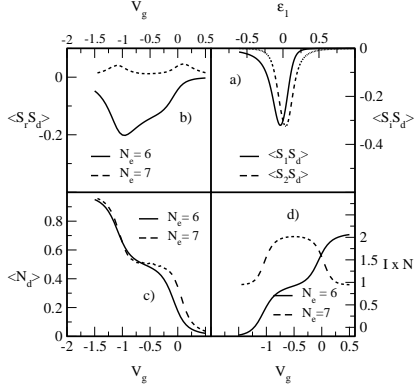 V_g ε_1
-2 -1.5 -1 -0.5 0 0.5 -0.5 0 0.5
0 0
<S_rS_d> -0.2 b) a) -0.2 <S_iS_d>
-0.4
N_e = 6 <S_1S_d>
N_e = 7 <S_2S_d>
0.8 N_e = 6 d) 2
0.6 N_e = 7 1.5
<N_d> 0.4 c) 1 I x N
0.2 N_e = 6 0.5
N_e = 7
0 0
-2 -1.5 -1 -0.5 0 -1 -0.5 0 0.5
V_g V_g